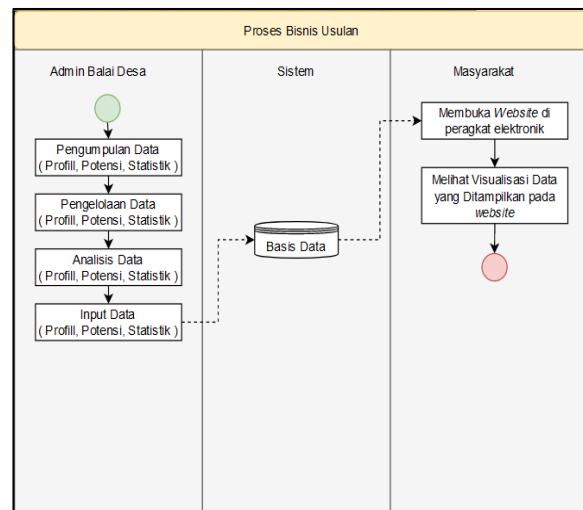 Proses Bisnis Usulan
Admin Balai Desa
Sistem
Masyarakat
Pengumpulan Data
( Profill, Potensi, Statistik )
Pengelolaan Data
( Profill, Potensi, Statistik )
Analisis Data
( Profill, Potensi, Statistik )
Input Data
( Profill, Potensi, Statistik )
Basis Data
Membuka Website di
peragkat elektronik
Melihat Visualisasi Data
yang Ditampilkan pada
website